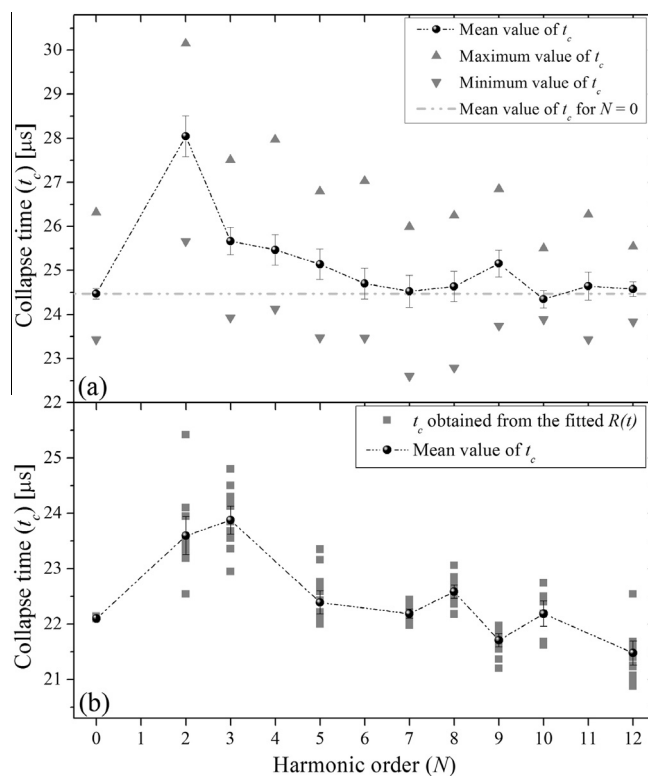 Collapse time (t_c) [μs]
30
29
28
27
26
25
24
23
Mean value of t_c
Maximum value of t_c
Minimum value of t_c
Mean value of t_c for N = 0
(a)
Collapse time (t_c) [μs]
22
25
24
23
22
21
t_c obtained from the fitted R(t)
Mean value of t_c
(b)
0 1 2 3 5 6 7 8 9 10 11 12
Harmonic order (N)